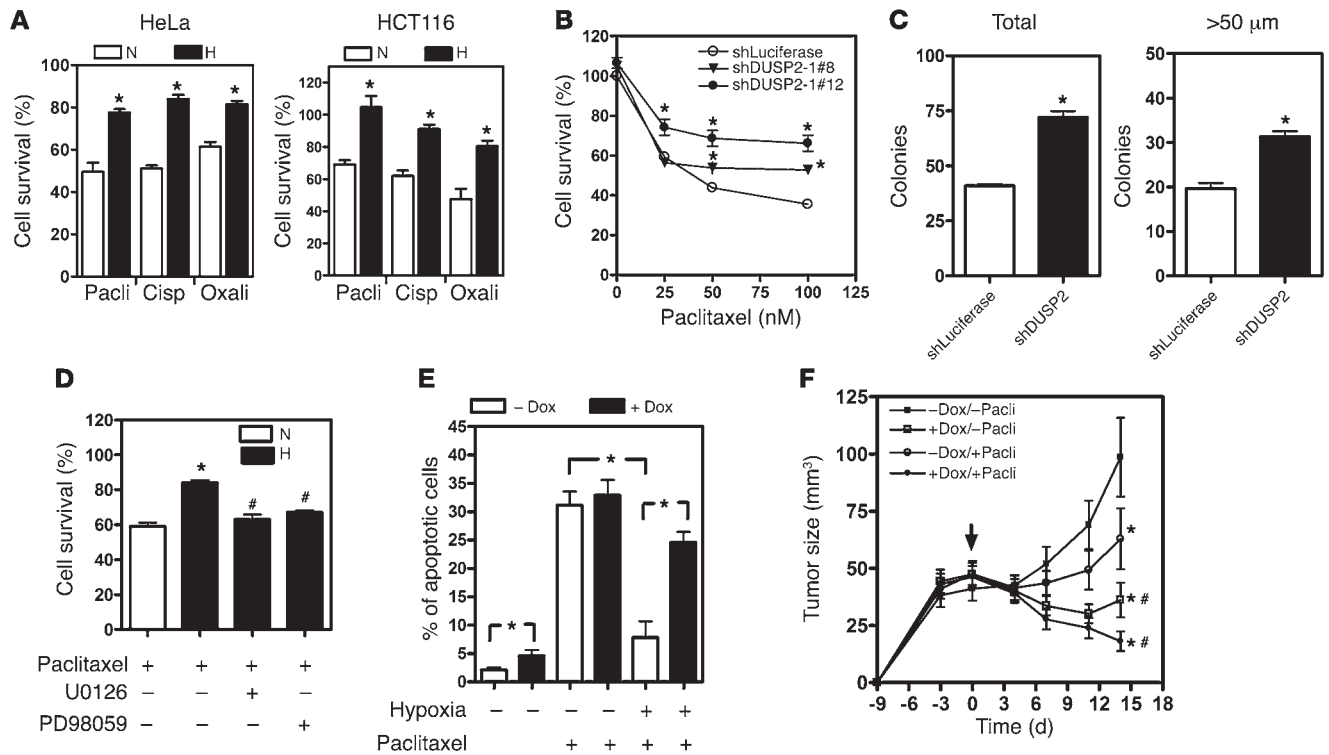 A
HeLa
N H
Cell survival (%)
100
80
60
40
20
0
Pacli Cisp Oxali
HCT116
N H
Cell survival (%)
120
100
80
60
40
20
0
Pacli Cisp Oxali
B
shLuciferase
shDUSP2-1#8
shDUSP2-1#12
Cell survival (%)
120
100
80
60
40
20
0
* * * * *
0 25 50 75 100 125
Paclitaxel (nM)
C
Total
Colonies
100
75
50
25
0
*
shLuciferase
shDUSP2
>50 μm
Colonies
50
40
30
20
10
0
*
shLuciferase
shDUSP2
D
N
H
Cell survival (%)
120
100
80
60
40
20
0
* # #
Paclitaxel + + + +
U0126 – – + –
PD98059 – – – +
E
– Dox + Dox
% of apoptotic cells
45
40
35
30
25
20
15
10
5
0
* * *
Hypoxia – – – – + +
Paclitaxel – – + + + +
F
–Dox/–Pacli
+Dox/–Pacli
–Dox/+Pacli
+Dox/+Pacli
Tumor size (mm³)
125
100
75
50
25
0
*
* #
* #
-9 -6 -3 0 3 6 9 12 15 18
Time (d)